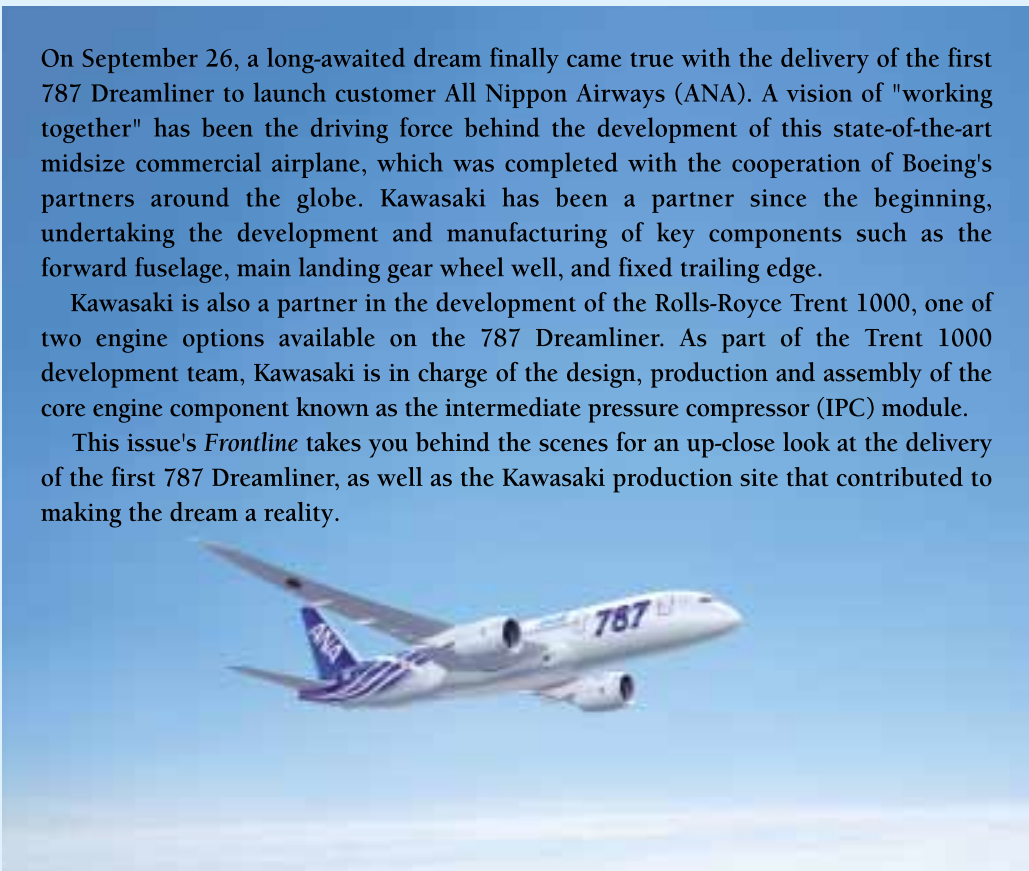 On September 26, a long-awaited dream finally came true with the delivery of the first
787 Dreamliner to launch customer All Nippon Airways (ANA). A vision of "working
together" has been the driving force behind the development of this state-of-the-art
midsize commercial airplane, which was completed with the cooperation of Boeing's
partners around the globe. Kawasaki has been a partner since the beginning,
undertaking the development and manufacturing of key components such as the
forward fuselage, main landing gear wheel well, and fixed trailing edge.
Kawasaki is also a partner in the development of the Rolls-Royce Trent 1000, one of
two engine options available on the 787 Dreamliner. As part of the Trent 1000
development team, Kawasaki is in charge of the design, production and assembly of the
core engine component known as the intermediate pressure compressor (IPC) module.
This issue's Frontline takes you behind the scenes for an up-close look at the delivery
of the first 787 Dreamliner, as well as the Kawasaki production site that contributed to
making the dream a reality.
787
ANA